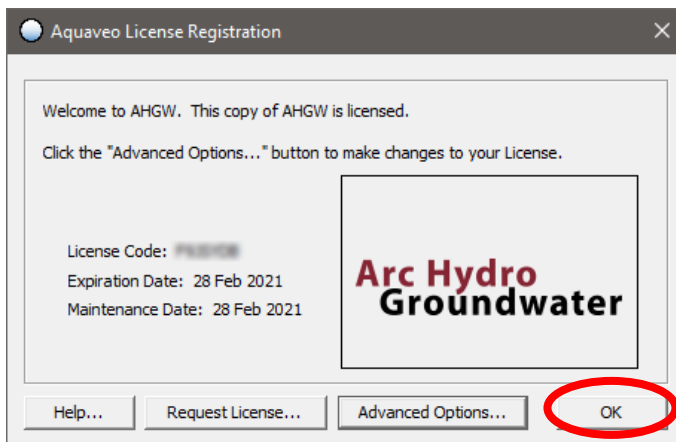 Aquaveo License Registration
Welcome to AHGW. This copy of AHGW is licensed.
Click the "Advanced Options..." button to make changes to your License.
License Code:
Expiration Date: 28 Feb 2021
Maintenance Date: 28 Feb 2021
Arc Hydro
Groundwater
Help...
Request License...
Advanced Options...
OK